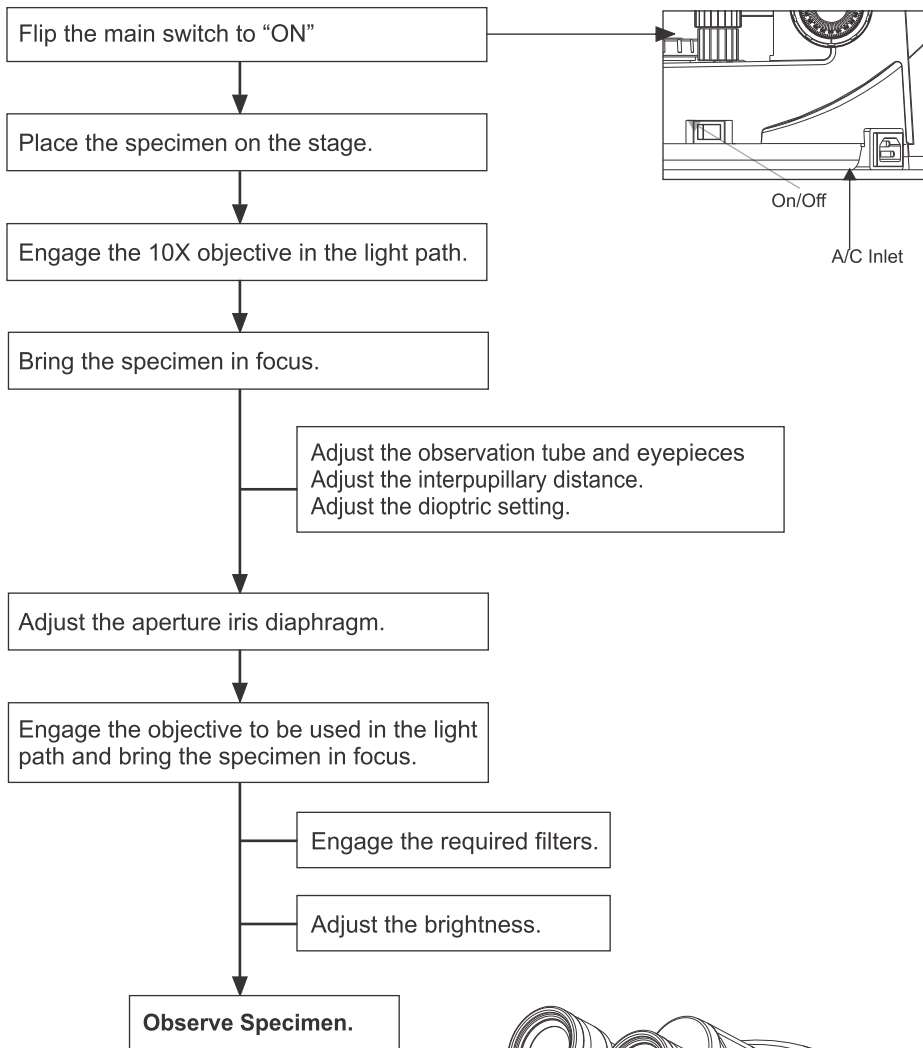 Flip the main switch to “ON”
On/Off
A/C Inlet
Place the specimen on the stage.
Engage the 10X objective in the light path.
Bring the specimen in focus.
Adjust the observation tube and eyepieces
Adjust the interpupillary distance.
Adjust the dioptric setting.
Adjust the aperture iris diaphragm.
Engage the objective to be used in the light
path and bring the specimen in focus.
Engage the required filters.
Adjust the brightness.
Observe Specimen.